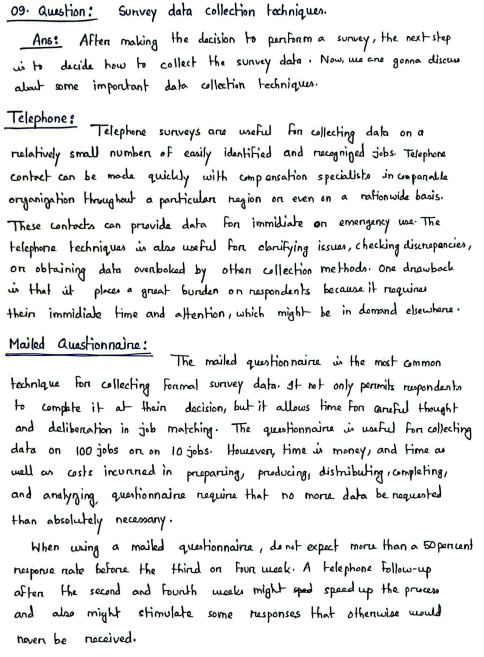 09. Question: Survey data collection techniques.
Ans: After making the decision to perform a survey, the next step
is to decide how to collect the survey data. Now, we are gonna discuss
about some important data collection techniques.
Telephone:
Telephone surveys are useful for collecting data on a
relatively small number of easily identified and recognized jobs. Telephone
contact can be made quickly with compensation specialists in comparable
organization throughout a particular region or even on a nationwide basis.
These contacts can provide data for immidiate or emergency use. The
telephone techniques is also useful for clarifying issues, checking discrepancies,
or obtaining data overlooked by other collection methods. One drawback
is that it places a great burden on respondents because it requires
their immidiate time and attention, which might be in demand elsewhere.
Mailed Questionnaire:
The mailed questionnaire is the most common
technique for collecting formal survey data. It not only permits respondents
to complete it at their decision, but it allows time for careful thought
and deliberation in job matching. The questionnaire is useful for collecting
data on 100 jobs or on 10 jobs. However, time is money, and time as
well as costs incurred in preparing, producing, distributing, completing,
and analyzing, questionnaire require that no more data be requested
than absolutely necessary.
When using a mailed questionnaire, do not expect more than a 50 percent
response rate before the third or four week. A telephone follow-up
after the second and fourth weeks might speed up the process
and also might stimulate some responses that otherwise would
never be received.